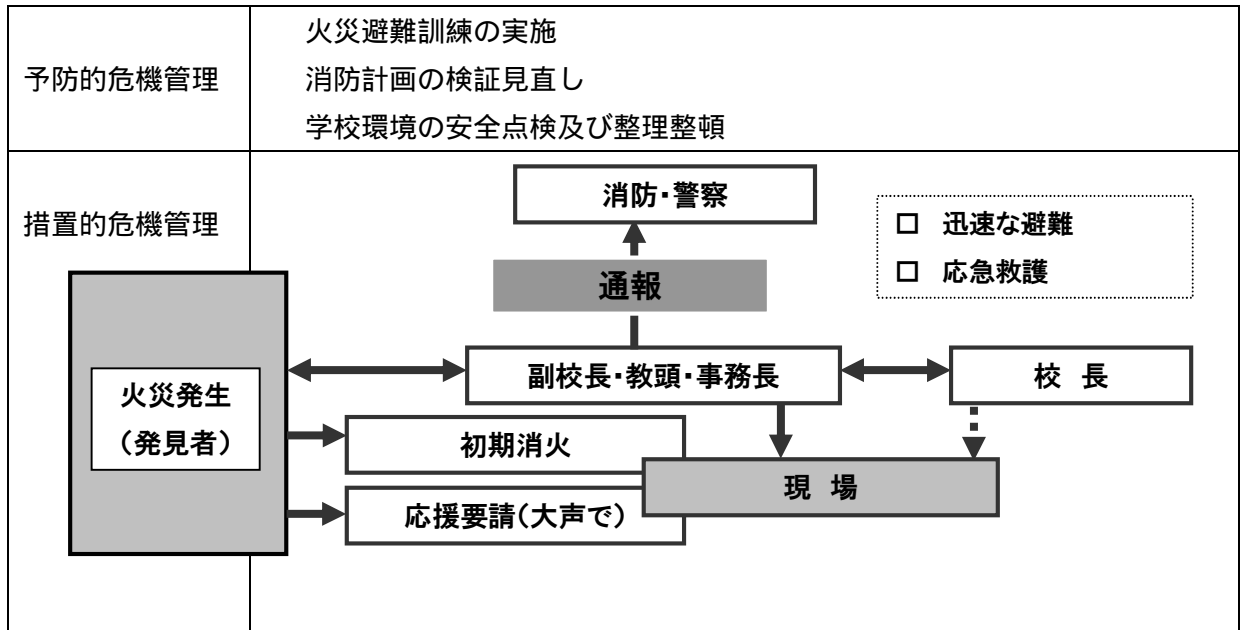 予防的危機管理
火災避難訓練の実施
消防計画の検証見直し
学校環境の安全点検及び整理整頓
措置的危機管理
消防・警察
□ 迅速な避難
□ 応急救護
通報
副校長・教頭・事務長
校 長
火災発生
（発見者）
初期消火
現 場
応援要請（大声で）